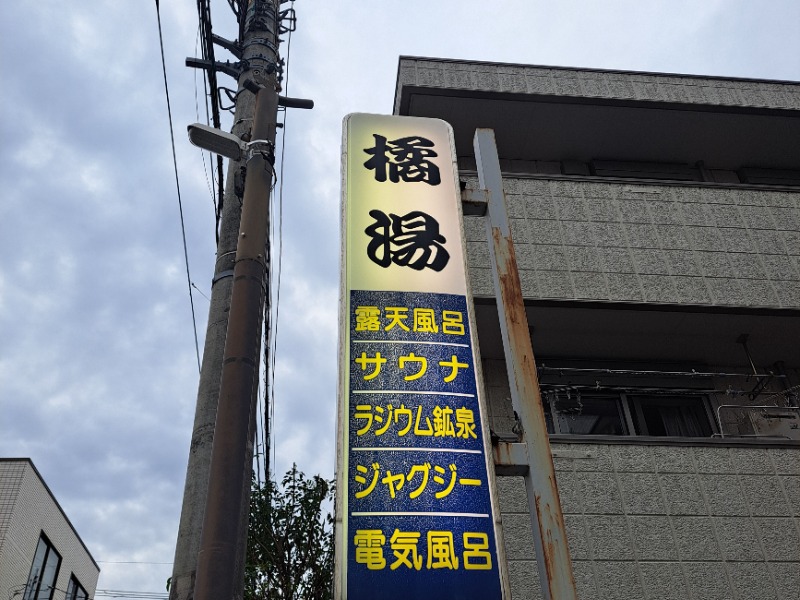 橘湯
露天風呂
サウナ
ラジウム鉱泉
ジャグジー
電気風呂